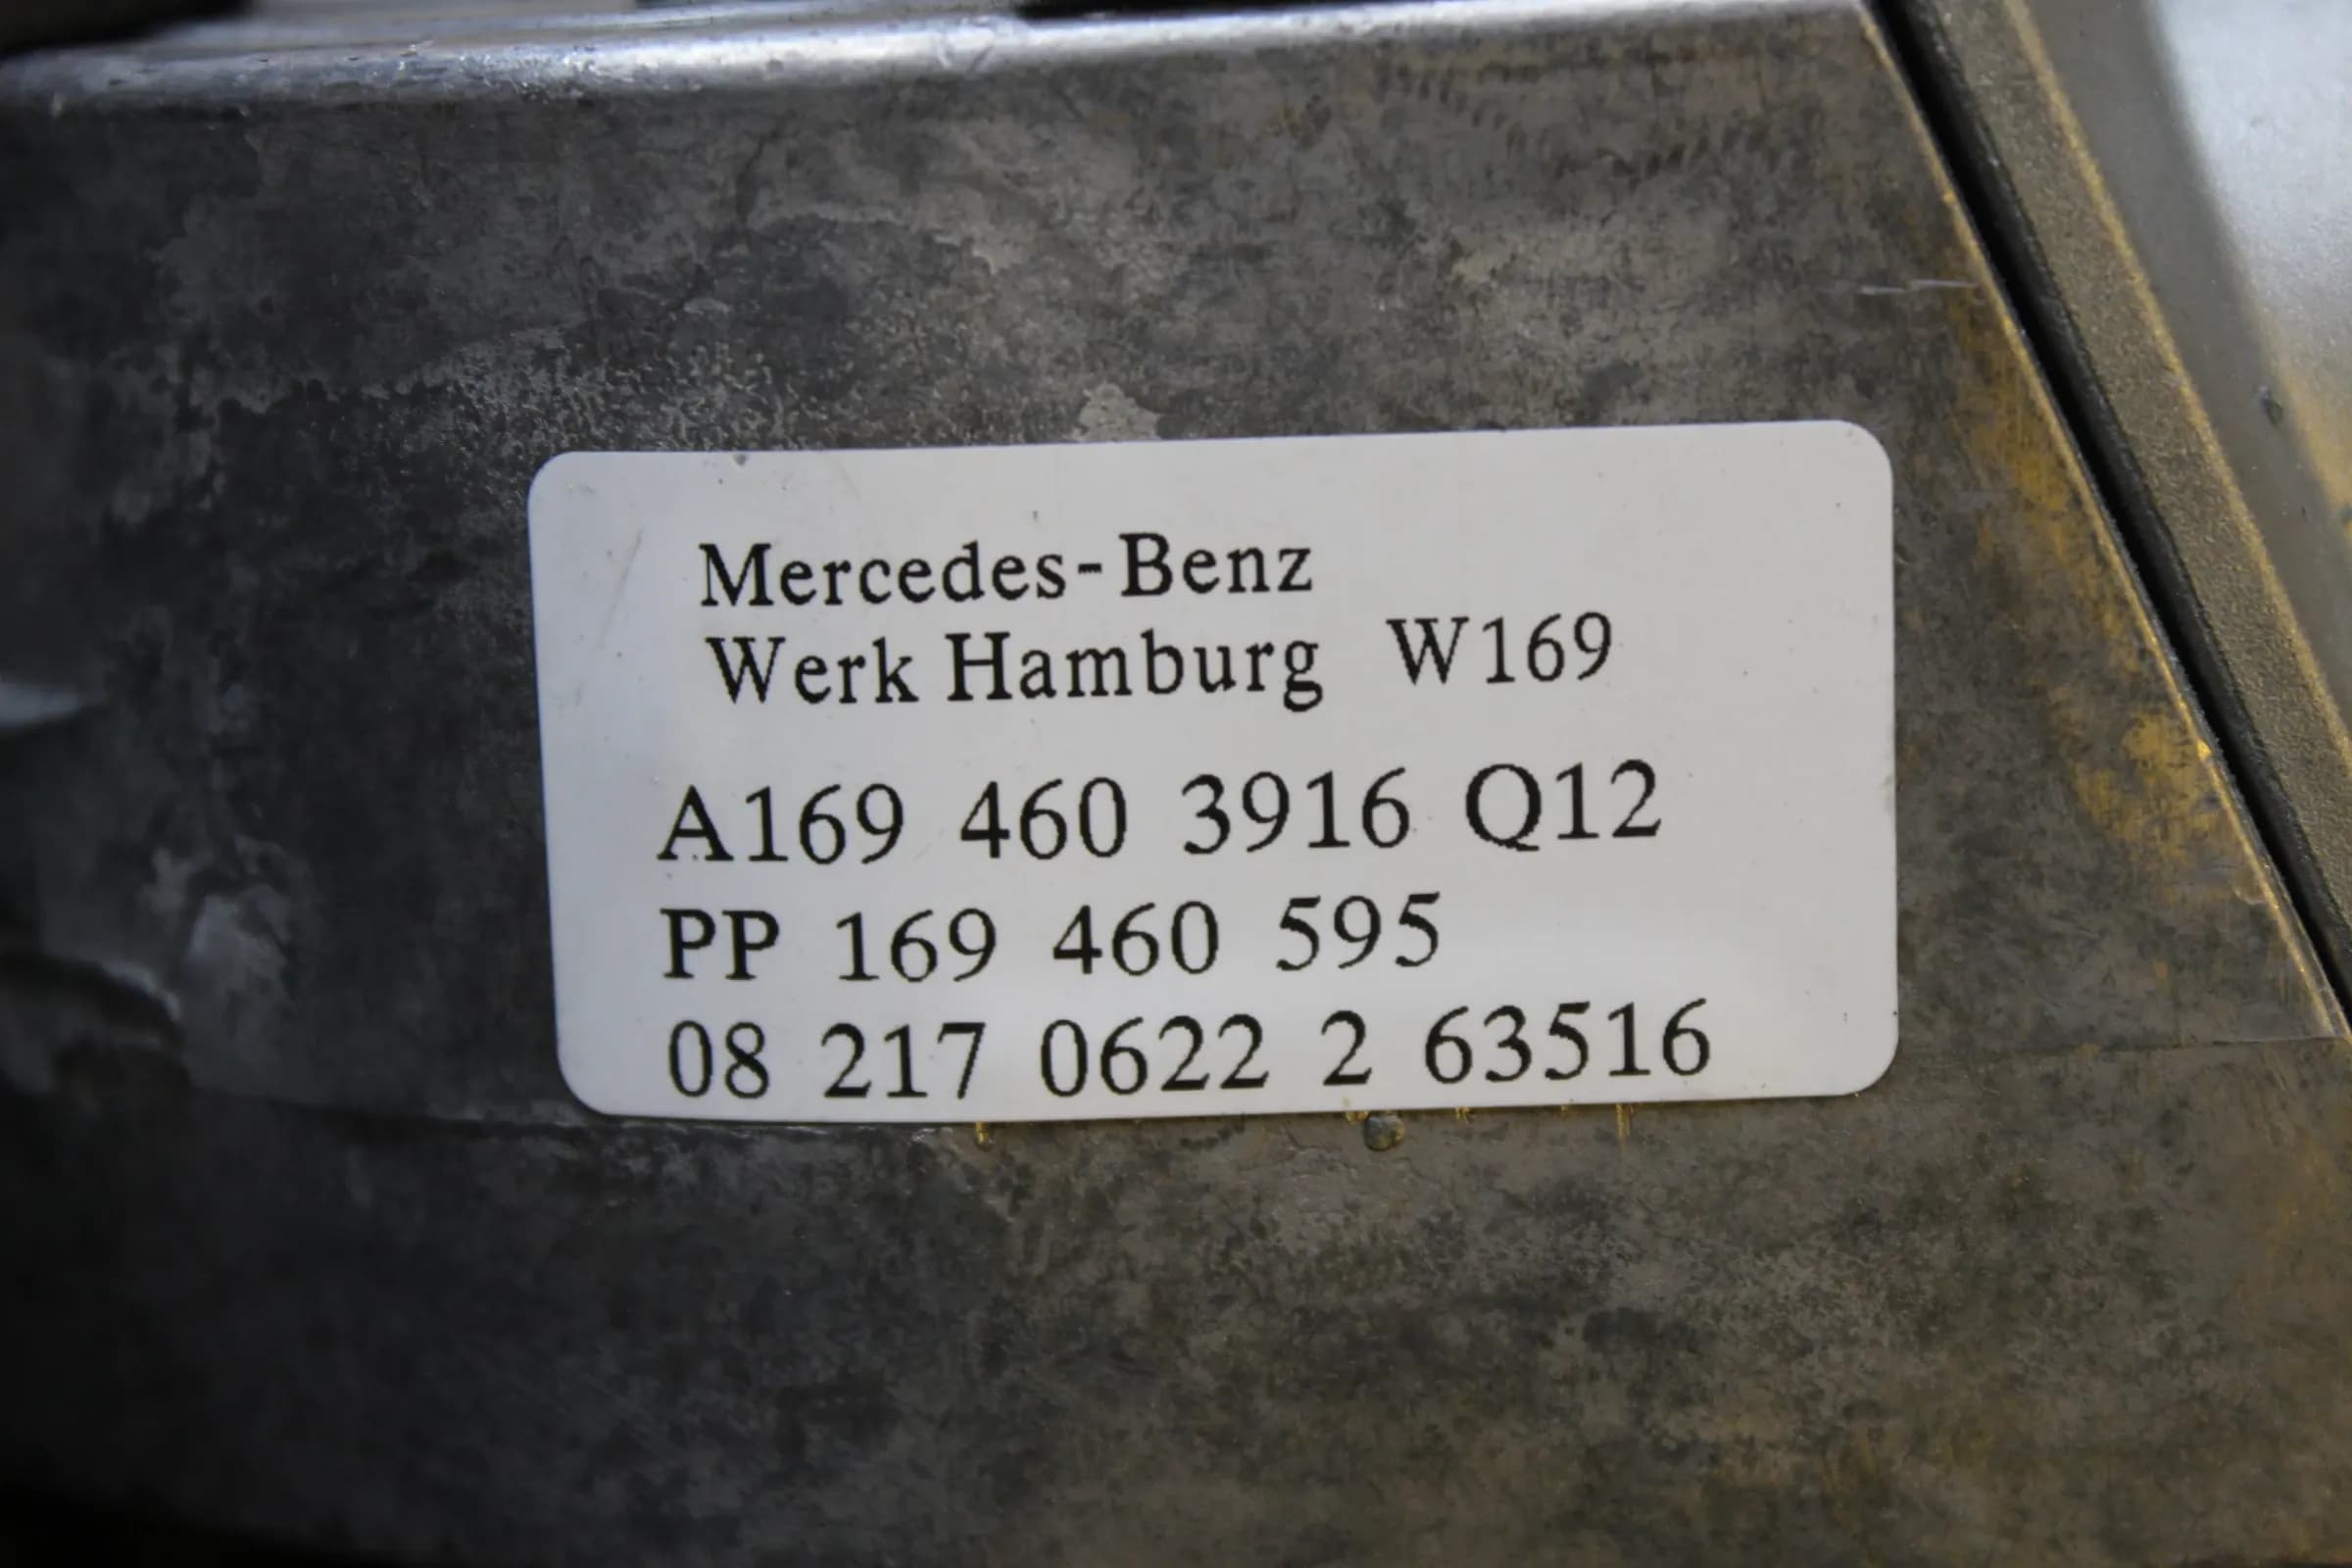 Mercedes-Benz
Werk Hamburg W169
A169 460 3916 Q12
PP 169 460 595
08 217 0622 2 63516